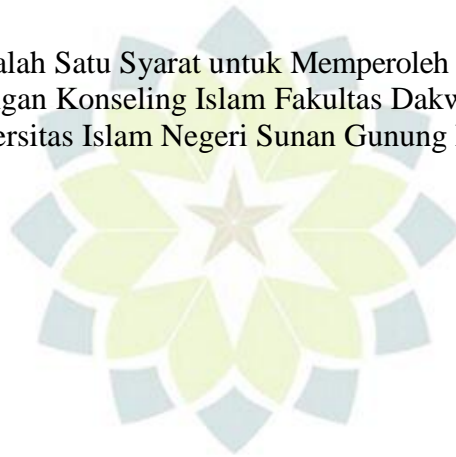 alah Satu Syarat untuk Memperoleh
gan Konseling Islam Fakultas Dakw
ersitas Islam Negeri Sunan Gunung